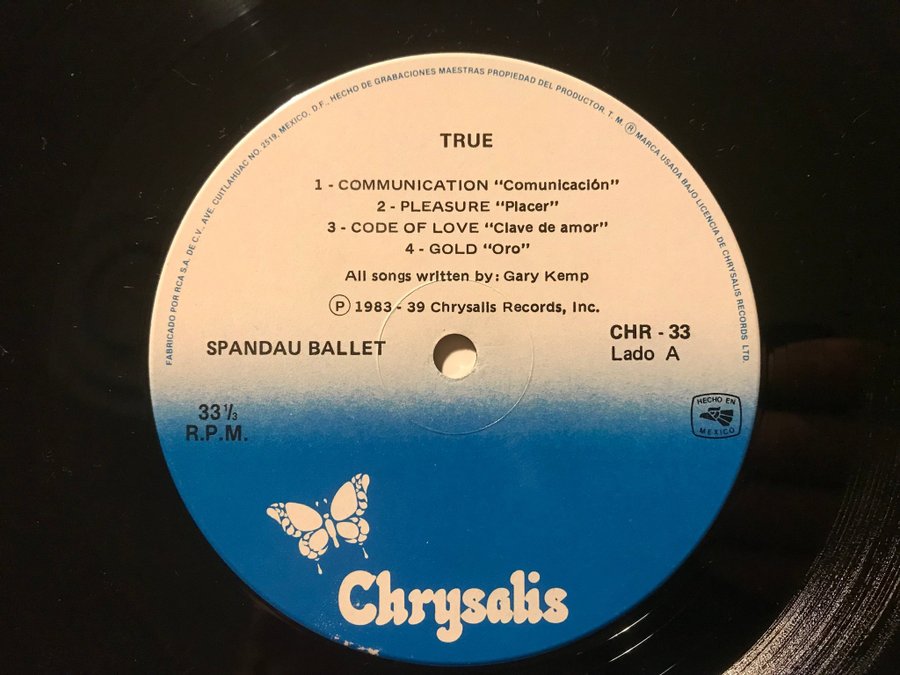 FABRICADO POR RCA S.A. DE C.V., AVE. CUITLAHUAC NO. 2519, MEXICO, D.F., HECHO DE GRABACIONES MAESTRAS PROPIEDAD DEL PRODUCTOR. T. M. ® MARCA USADA BAJO LICENCIA DE CHRYSALIS RECORDS LTD.
TRUE
1 - COMMUNICATION "Comunicación"
2 - PLEASURE "Placer"
3 - CODE OF LOVE "Clave de amor"
4 - GOLD "Oro"
All songs written by: Gary Kemp
Ⓟ 1983 - 39 Chrysalis Records, Inc.
SPANDAU BALLET
CHR - 33
Lado A
33 1/3
R.P.M.
HECHO EN
MEXICO
Chrysalis